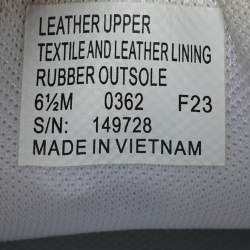 LEATHER UPPER
TEXTILE AND LEATHER LINING
RUBBER OUTSOLE
6½M 0362 F23
S/N: 149728
MADE IN VIETNAM